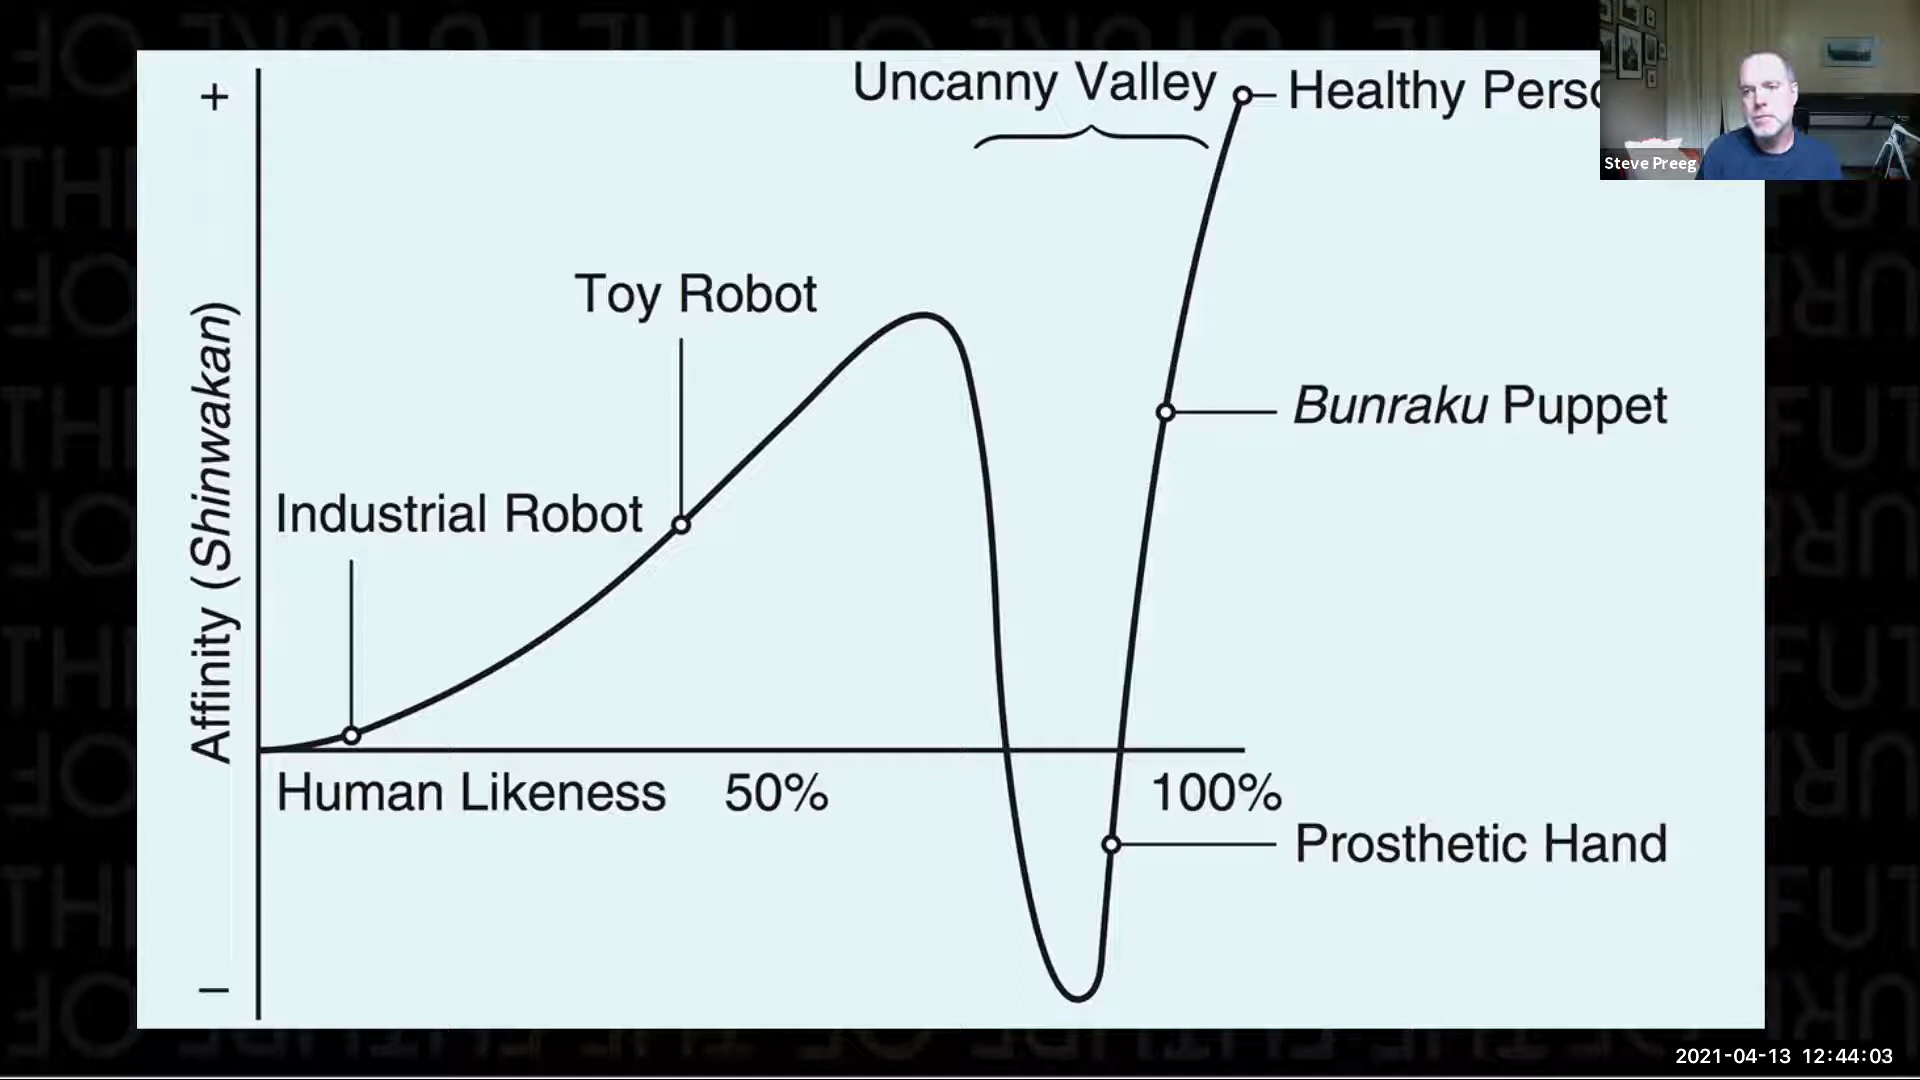 +
Uncanny Valley
Healthy Perso
Steve Preeg
Toy Robot
Bunraku Puppet
Affinity (Shinwakan)
Industrial Robot
Human Likeness 50% 100%
Prosthetic Hand
–
2021-04-13 12:44:03